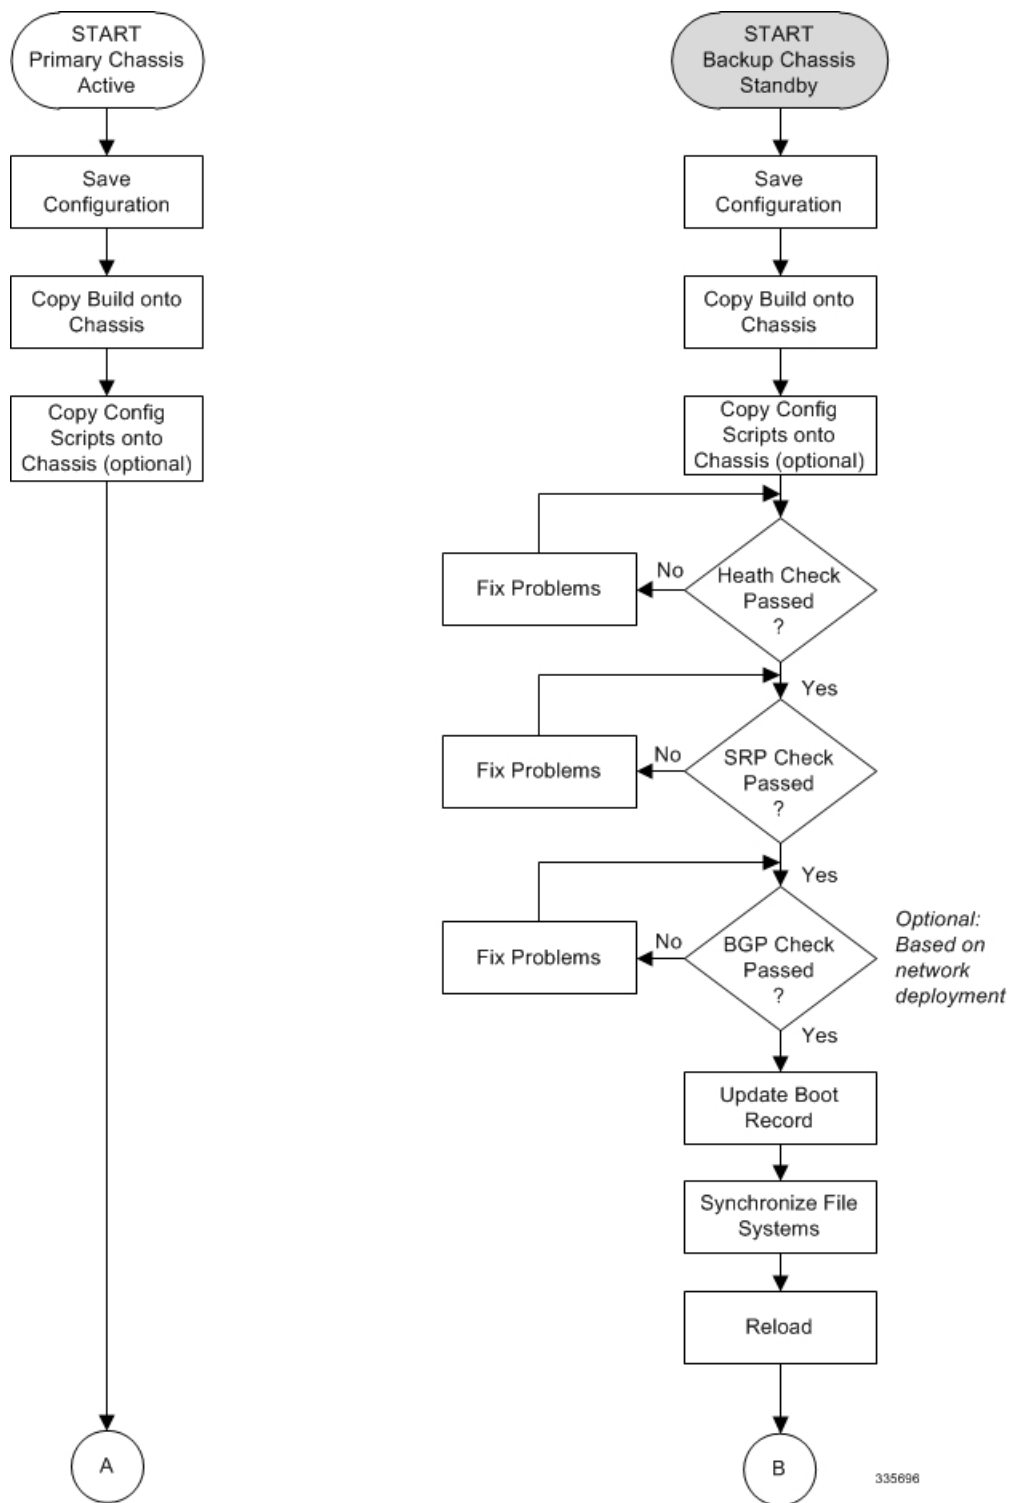 START
Primary Chassis
Active
Save
Configuration
Copy Build onto
Chassis
Copy Config
Scripts onto
Chassis (optional)
A
START
Backup Chassis
Standby
Save
Configuration
Copy Build onto
Chassis
Copy Config
Scripts onto
Chassis (optional)
Heath Check
Passed
?
No
Fix Problems
Yes
SRP Check
Passed
?
No
Fix Problems
Yes
BGP Check
Passed
?
No
Fix Problems
Optional:
Based on
network
deployment
Yes
Update Boot
Record
Synchronize File
Systems
Reload
B
335696